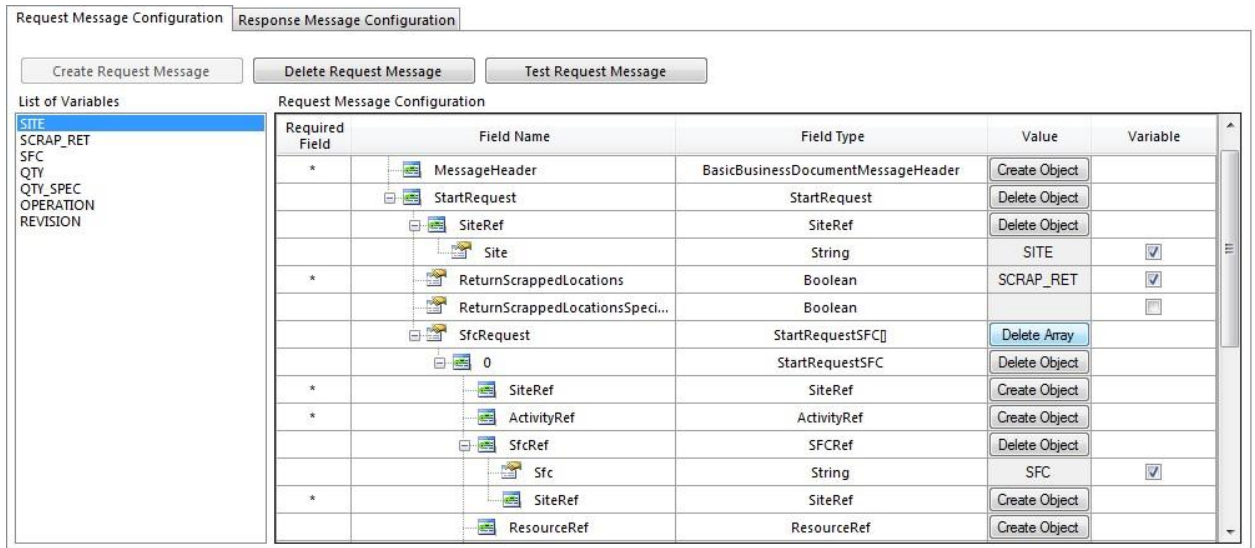 Request Message Configuration Response Message Configuration
Create Request Message Delete Request Message Test Request Message
List of Variables Request Message Configuration
SITE
SCRAP_RET
SFC
QTY
QTY_SPEC
OPERATION
REVISION
Required Field Field Name Field Type Value Variable
* MessageHeader BasicBusinessDocumentMessageHeader Create Object
StartRequest StartRequest Delete Object
SiteRef SiteRef Delete Object
Site String SITE
* ReturnScrappedLocations Boolean SCRAP_RET
ReturnScrappedLocationsSpeci... Boolean
SfcRequest StartRequestSFC[] Delete Array
0 StartRequestSFC Delete Object
* SiteRef SiteRef Create Object
* ActivityRef ActivityRef Create Object
SfcRef SFCRef Delete Object
Sfc String SFC
* SiteRef SiteRef Create Object
ResourceRef ResourceRef Create Object